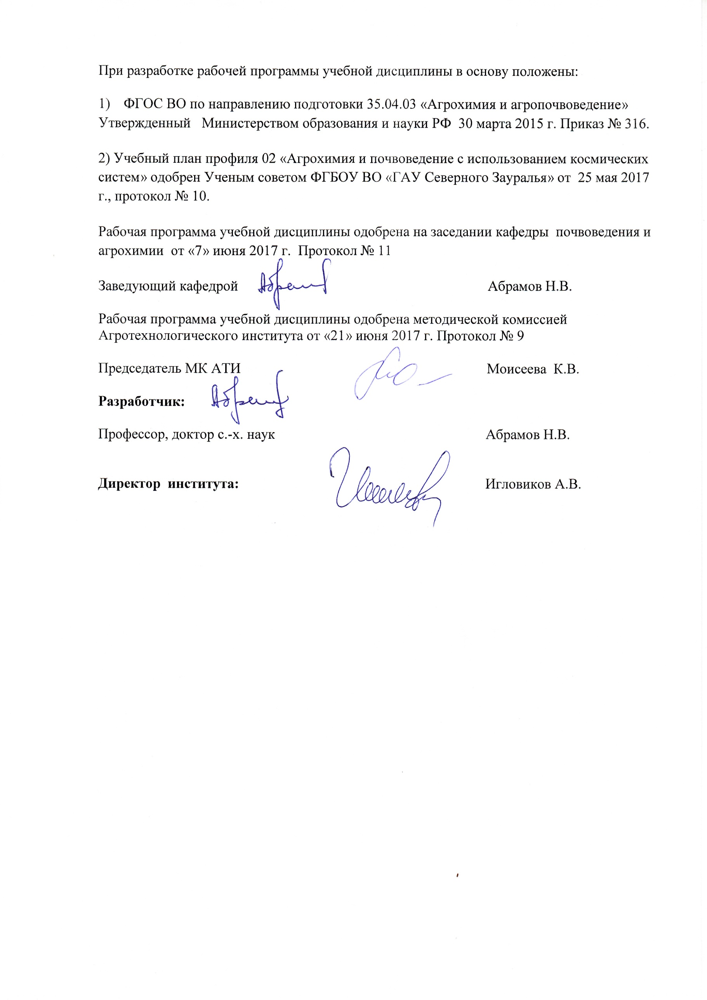 При разработке рабочей программы учебной дисциплины в основу положены:
1) ФГОС ВО по направлению подготовки 35.04.03 «Агрохимия и агропочвоведение»
Утвержденный Министерством образования и науки РФ 30 марта 2015 г. Приказ № 316.
2) Учебный план профиля 02 «Агрохимия и почвоведение с использованием космических
систем» одобрен Ученым советом ФГБОУ ВО «ГАУ Северного Зауралья» от 25 мая 2017
г., протокол № 10.
Рабочая программа учебной дисциплины одобрена на заседании кафедры почвоведения и
агрохимии от «7» июня 2017 г. Протокол № 11
Заведующий кафедрой Абрамов Н.В.
Рабочая программа учебной дисциплины одобрена методической комиссией
Агротехнологического института от «21» июня 2017 г. Протокол № 9
Председатель МК АТИ Моисеева К.В.
Разработчик:
Профессор, доктор с.-х. наук Абрамов Н.В.
Директор института: Игловиков А.В.